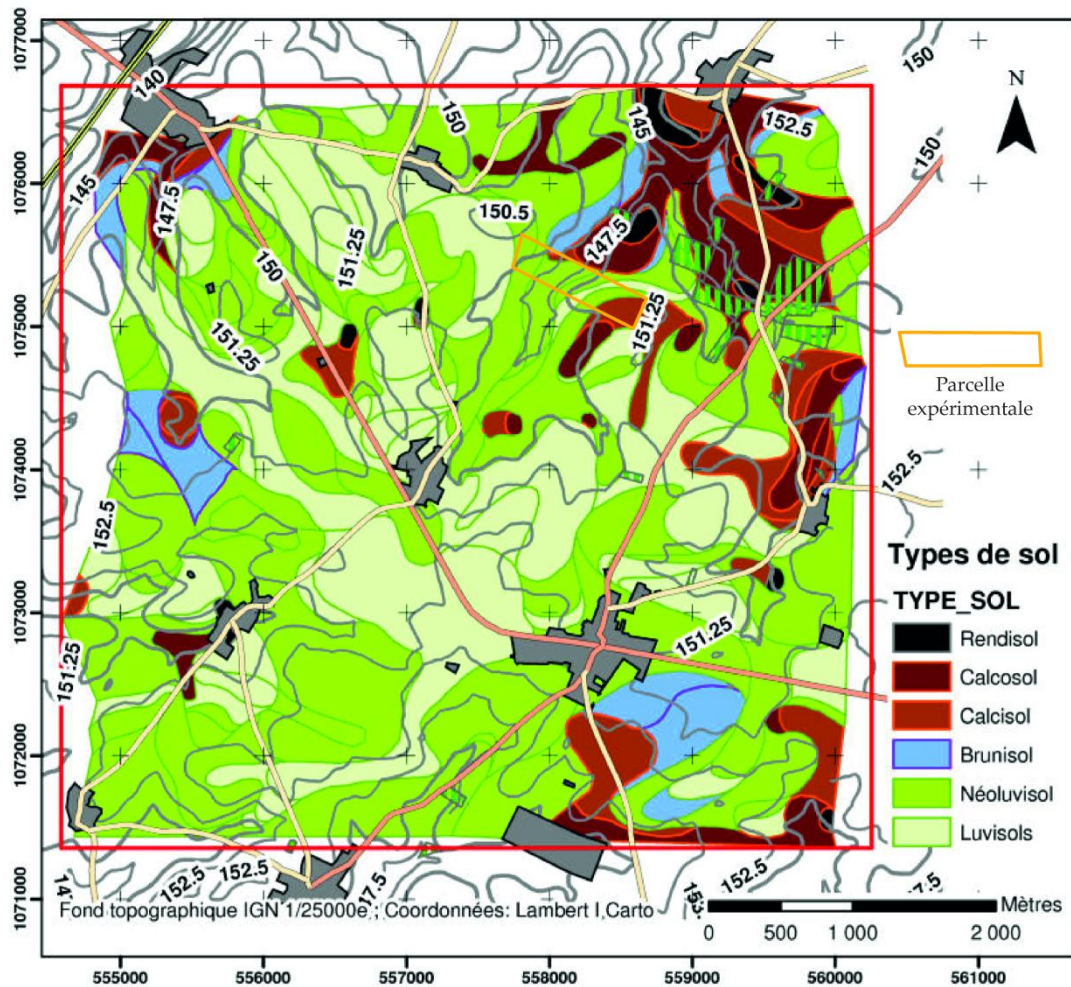 1077000
1076000
1075000
1074000
1073000
1072000
1071000
140
150
150
145
152.5
150
N
145
147.5
150.5
147.5
151.25
150
151.25
151.25
Parcelle
expérimentale
152.5
152.5
Types de sol
TYPE_SOL
Rendisol
Calcosol
Calcisol
Brunisol
Néoluvisol
Luvisols
151.25
151.25
152.5
152.5
152.5
Fond topographique IGN 1/25000e ; Coordonnées: Lambert I Carto
Mètres
0 500 1 000 2 000
555000 556000 557000 558000 559000 560000 561000